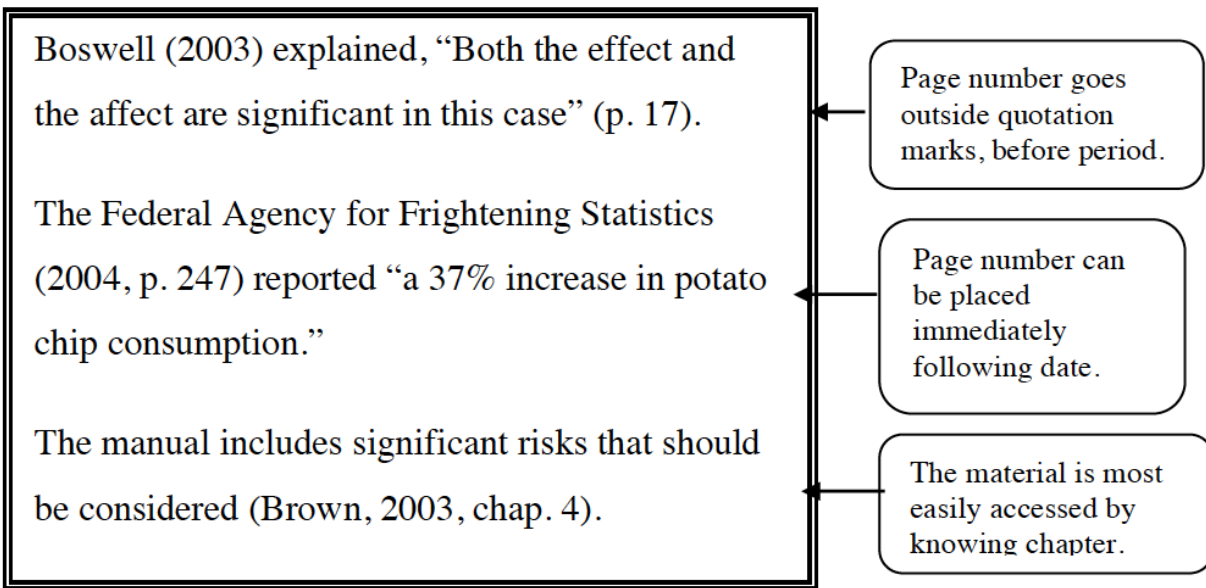 Boswell (2003) explained, “Both the effect and
the affect are significant in this case” (p. 17).
Page number goes
outside quotation
marks, before period.
The Federal Agency for Frightening Statistics
(2004, p. 247) reported “a 37% increase in potato
chip consumption.”
Page number can
be placed
immediately
following date.
The manual includes significant risks that should
be considered (Brown, 2003, chap. 4).
The material is most
easily accessed by
knowing chapter.